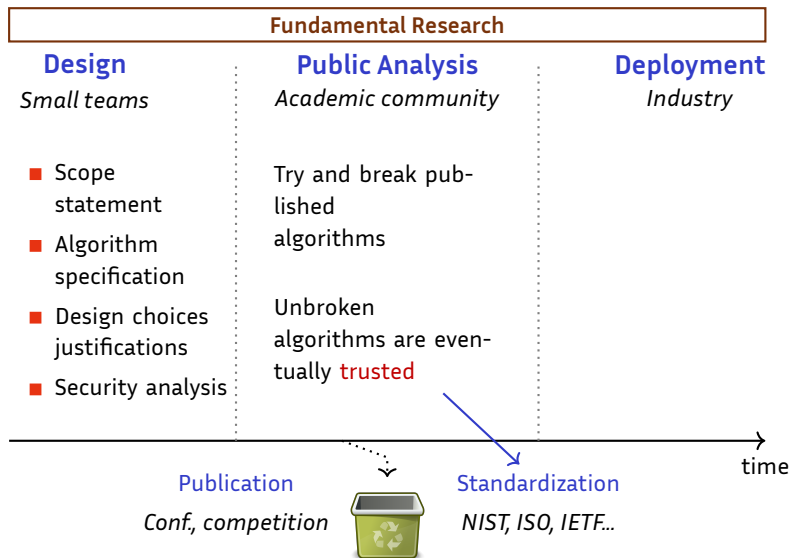 Fundamental Research
Design
Small teams
Scope
statement
Algorithm
specification
Design choices
justifications
Security analysis
Public Analysis
Academic community
Try and break pub-
lished
algorithms
Unbroken
algorithms are even-
tually trusted
Deployment
Industry
time
Publication
Conf., competition
Standardization
NIST, ISO, IETF...